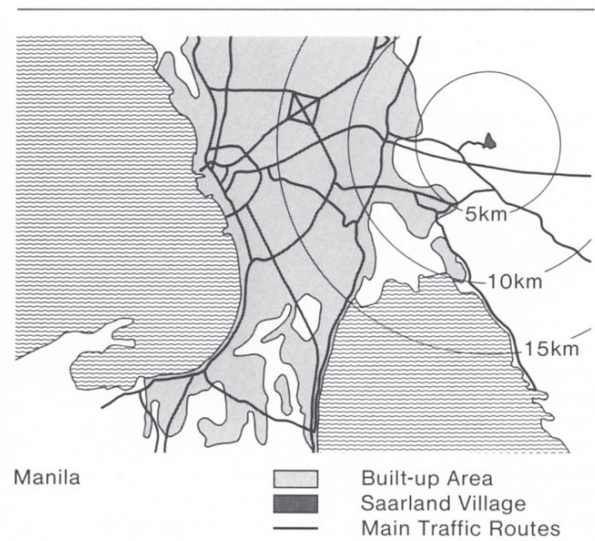 5km
10km
15km
Manila
Built-up Area
Saarland Village
Main Traffic Routes